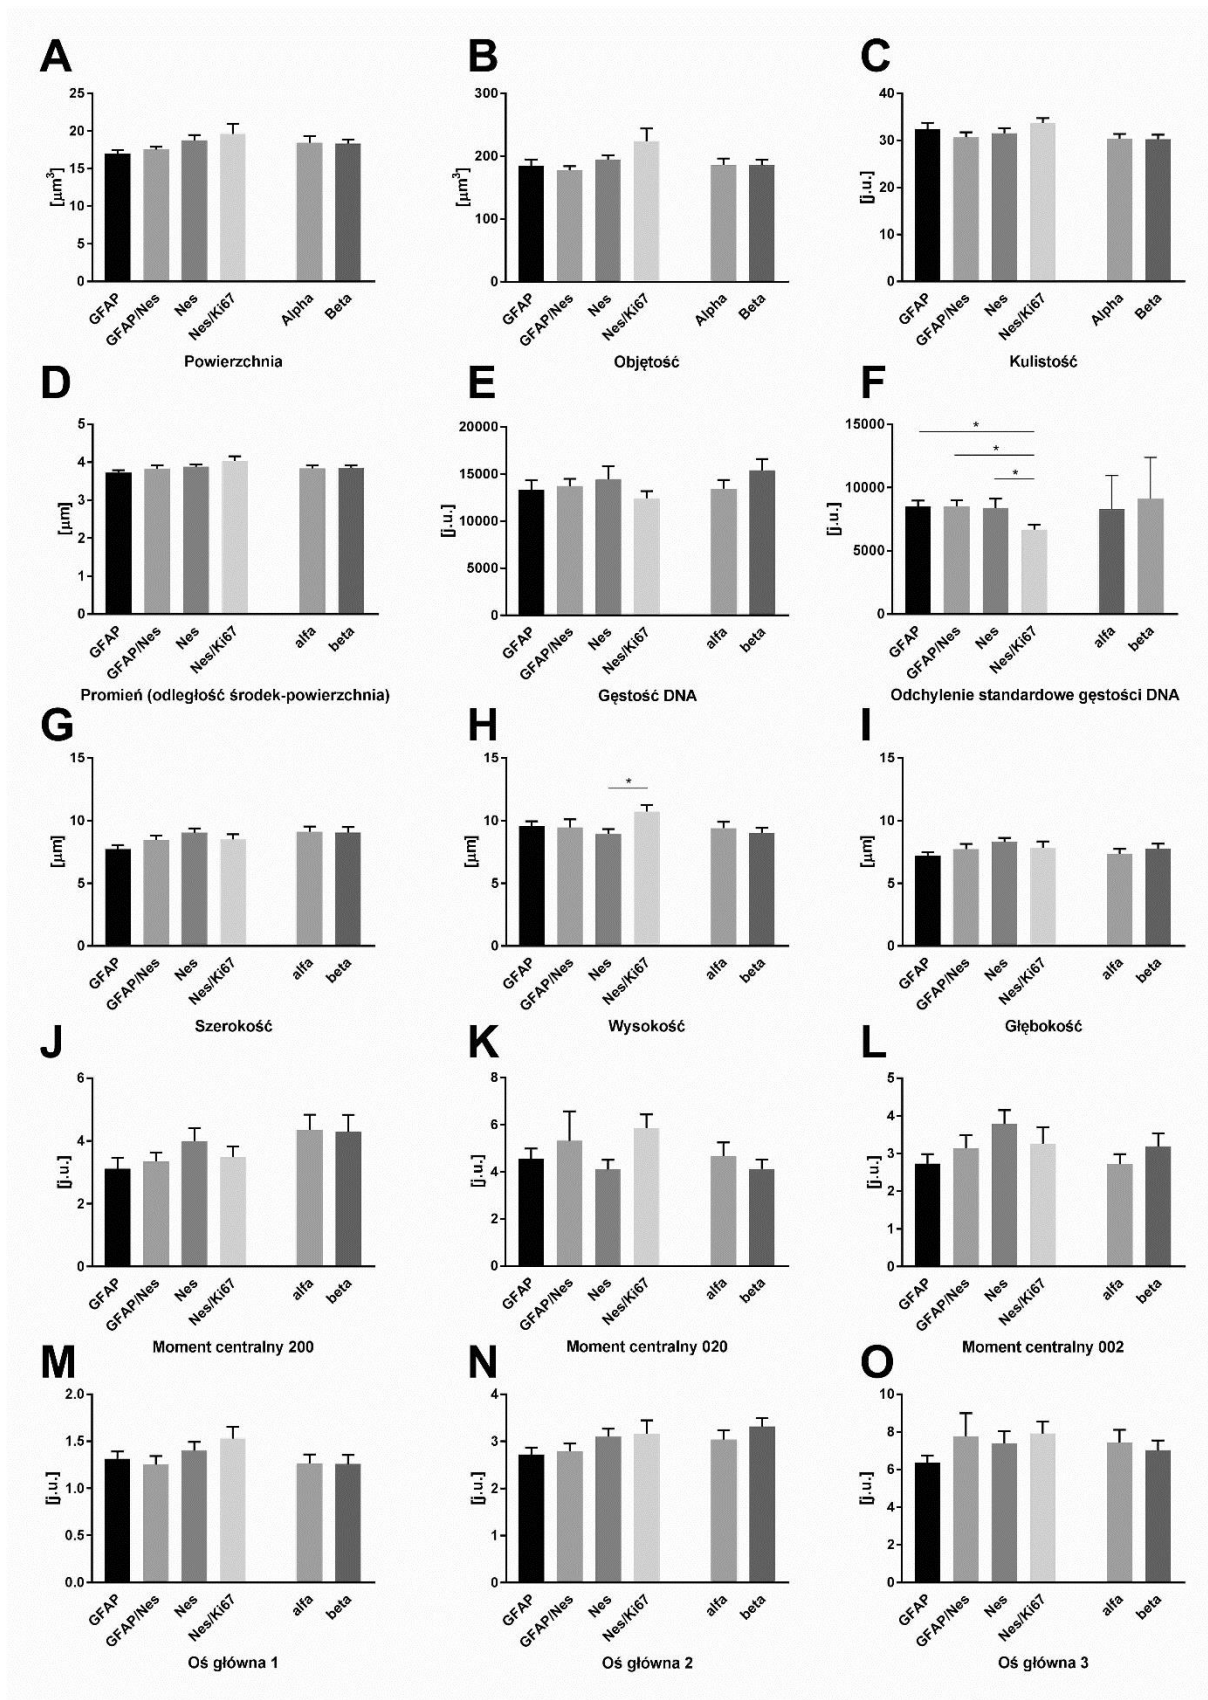 A
B
C
25
20
15
10
5
0
[µm³]
GFAP
GFAP/Nes
Nes
Nes/Ki67
Alpha
Beta
Powierzchnia
300
200
100
0
[µm³]
GFAP
GFAP/Nes
Nes
Nes/Ki67
Alpha
Beta
Objętość
40
30
20
10
0
[j.u.]
GFAP
GFAP/Nes
Nes
Nes/Ki67
Alpha
Beta
Kulistość
D
E
F
5
4
3
2
1
0
[µm]
GFAP
GFAP/Nes
Nes
Nes/Ki67
alfa
beta
Promień (odległość środek-powierzchnia)
20000
15000
10000
5000
0
[j.u.]
GFAP
GFAP/Nes
Nes
Nes/Ki67
alfa
beta
Gęstość DNA
15000
10000
5000
0
[j.u.]
*
*
*
GFAP
GFAP/Nes
Nes
Nes/Ki67
alfa
beta
Odchylenie standardowe gęstości DNA
G
H
I
15
10
5
0
[µm]
GFAP
GFAP/Nes
Nes
Nes/Ki67
alfa
beta
Szerokość
15
10
5
0
[µm]
*
GFAP
GFAP/Nes
Nes
Nes/Ki67
alfa
beta
Wysokość
15
10
5
0
[µm]
GFAP
GFAP/Nes
Nes
Nes/Ki67
alfa
beta
Głębokość
J
K
L
6
4
2
0
[j.u.]
GFAP
GFAP/Nes
Nes
Nes/Ki67
alfa
beta
Moment centralny 200
8
6
4
2
0
[j.u.]
GFAP
GFAP/Nes
Nes
Nes/Ki67
alfa
beta
Moment centralny 020
5
4
3
2
1
0
[j.u.]
GFAP
GFAP/Nes
Nes
Nes/Ki67
alfa
beta
Moment centralny 002
M
N
O
2.0
1.5
1.0
0.5
0.0
[j.u.]
GFAP
GFAP/Nes
Nes
Nes/Ki67
alfa
beta
Oś główna 1
4
3
2
1
0
[j.u.]
GFAP
GFAP/Nes
Nes
Nes/Ki67
alfa
beta
Oś główna 2
10
8
6
4
2
0
[j.u.]
GFAP
GFAP/Nes
Nes
Nes/Ki67
alfa
beta
Oś główna 3